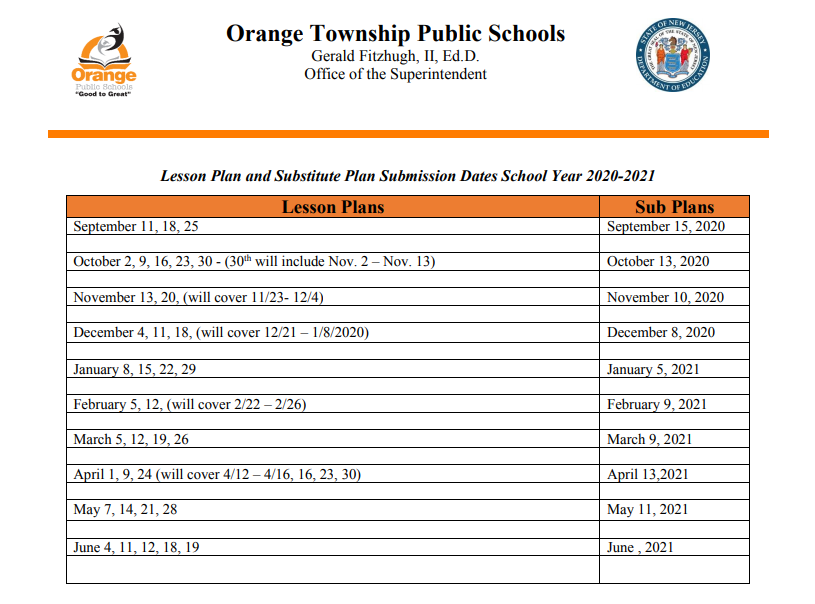 Orange Township Public Schools
Gerald Fitzhugh, II, Ed.D.
Office of the Superintendent
Orange
Public Schools
"Good to Great"
STATE OF NEW JERSEY
DEPARTMENT OF EDUCATION
Lesson Plan and Substitute Plan Submission Dates School Year 2020-2021
Lesson Plans Sub Plans
September 11, 18, 25 September 15, 2020
October 2, 9, 16, 23, 30 - (30th will include Nov. 2 – Nov. 13) October 13, 2020
November 13, 20, (will cover 11/23- 12/4) November 10, 2020
December 4, 11, 18, (will cover 12/21 – 1/8/2020) December 8, 2020
January 8, 15, 22, 29 January 5, 2021
February 5, 12, (will cover 2/22 – 2/26) February 9, 2021
March 5, 12, 19, 26 March 9, 2021
April 1, 9, 24 (will cover 4/12 – 4/16, 16, 23, 30) April 13,2021
May 7, 14, 21, 28 May 11, 2021
June 4, 11, 12, 18, 19 June , 2021